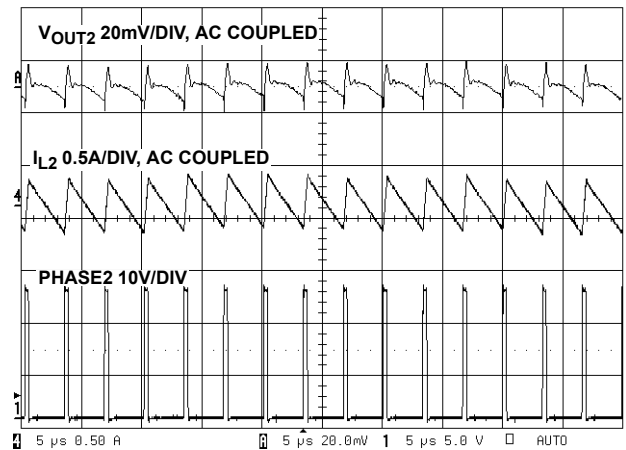 VOUT2 20mV/DIV, AC COUPLED
A
IL2 0.5A/DIV, AC COUPLED
4
PHASE2 10V/DIV
1
4 5 µs 0.50 A A 5 µs 20.0mV 1 5 µs 5.0 V AUTO